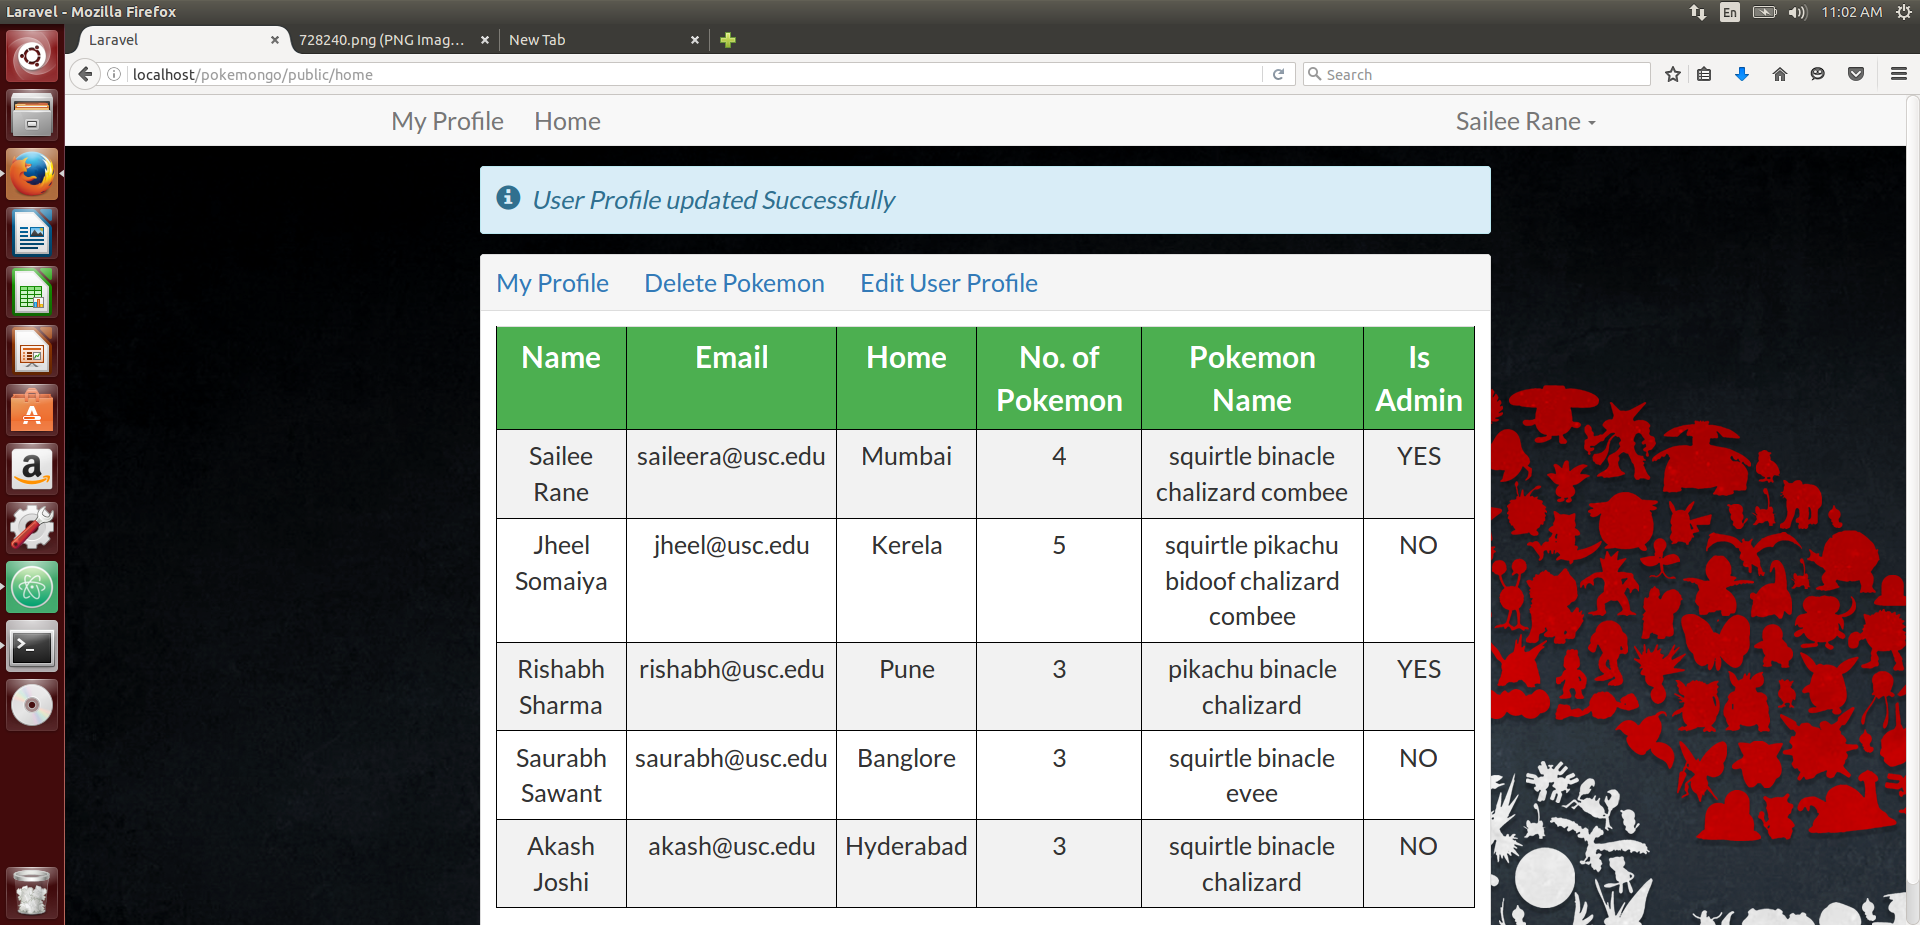 Laravel - Mozilla Firefox
En
11:02 AM
Laravel
728240.png (PNG Imag...
New Tab
localhost/pokemongo/public/home
Search
My Profile
Home
Sailee Rane
User Profile updated Successfully
My Profile
Delete Pokemon
Edit User Profile
Name
Email
Home
No. of
Pokemon
Pokemon
Name
Is
Admin
Sailee
Rane
saileera@usc.edu
Mumbai
4
squirtle binacle
chalizard combee
YES
Jheel
Somaiya
jheel@usc.edu
Kerela
5
squirtle pikachu
bidoof chalizard
combee
NO
Rishabh
Sharma
rishabh@usc.edu
Pune
3
pikachu binacle
chalizard
YES
Saurabh
Sawant
saurabh@usc.edu
Banglore
3
squirtle binacle
evee
NO
Akash
Joshi
akash@usc.edu
Hyderabad
3
squirtle binacle
chalizard
NO